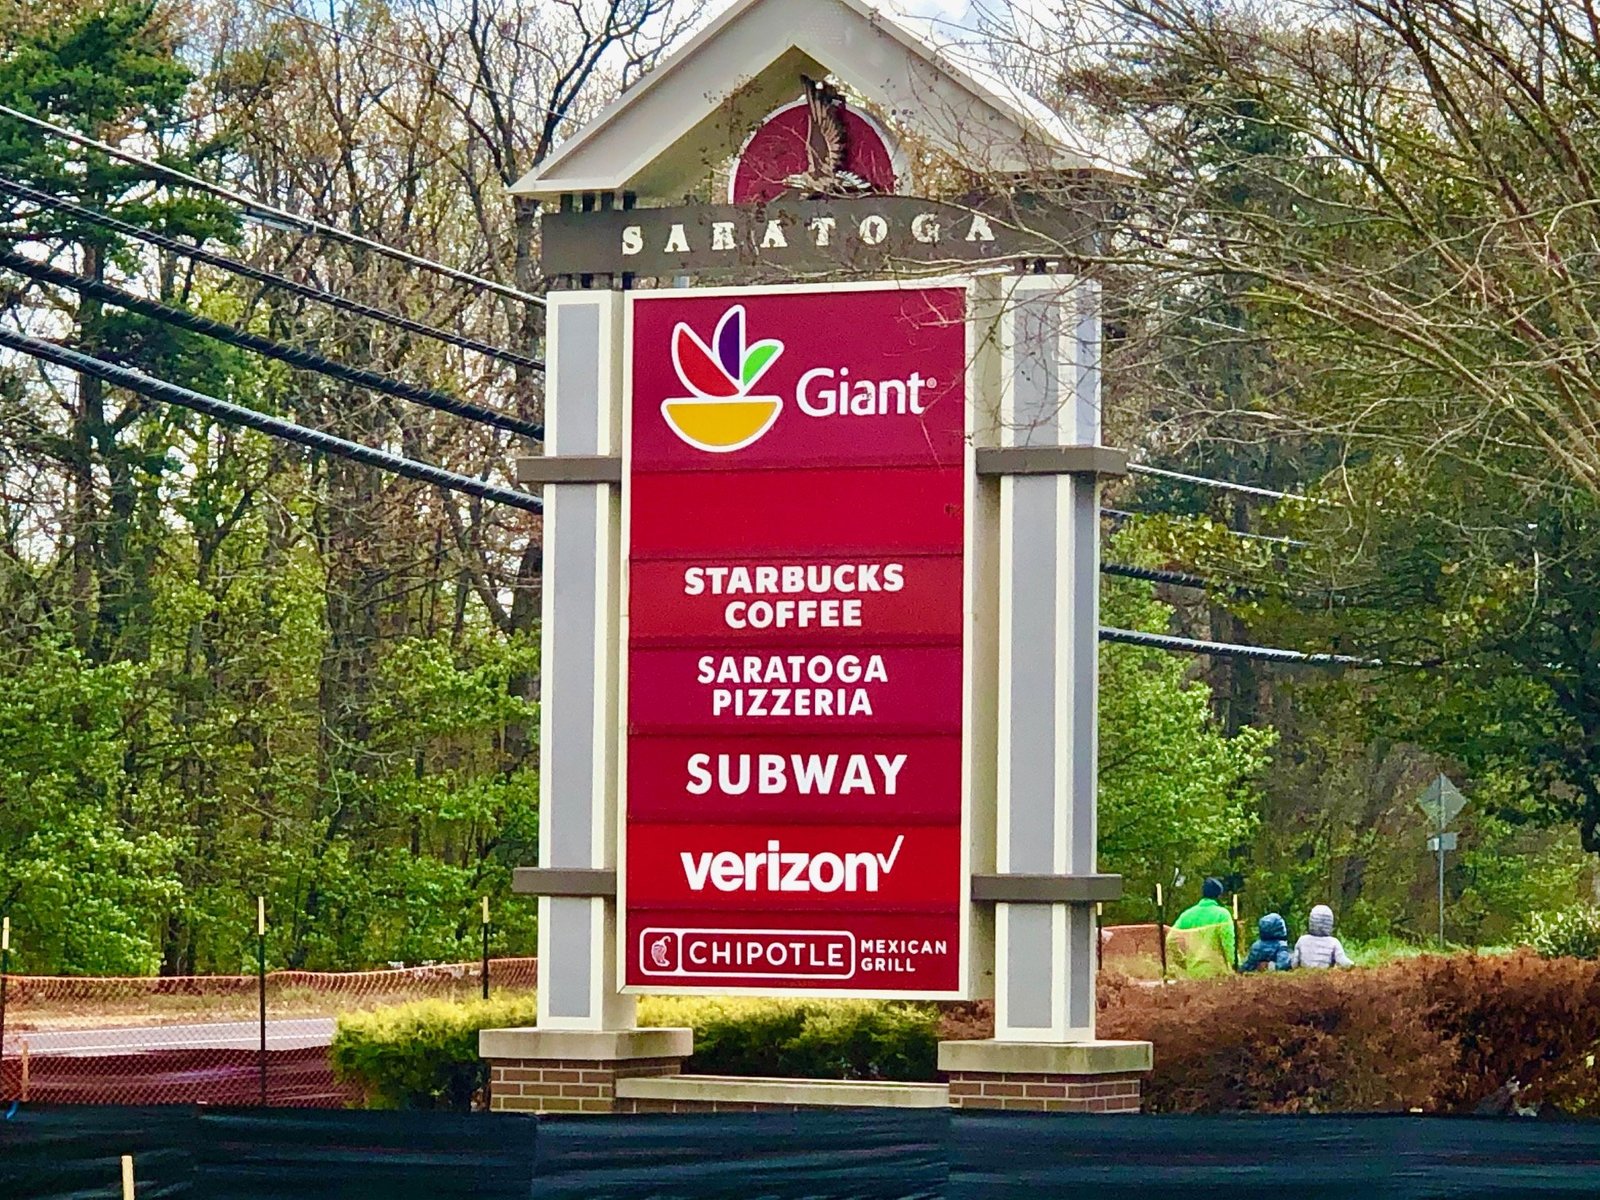 SARATOGA
Giant®
STARBUCKS
COFFEE
SARATOGA
PIZZERIA
SUBWAY
verizon✓
CHIPOTLE MEXICAN
GRILL